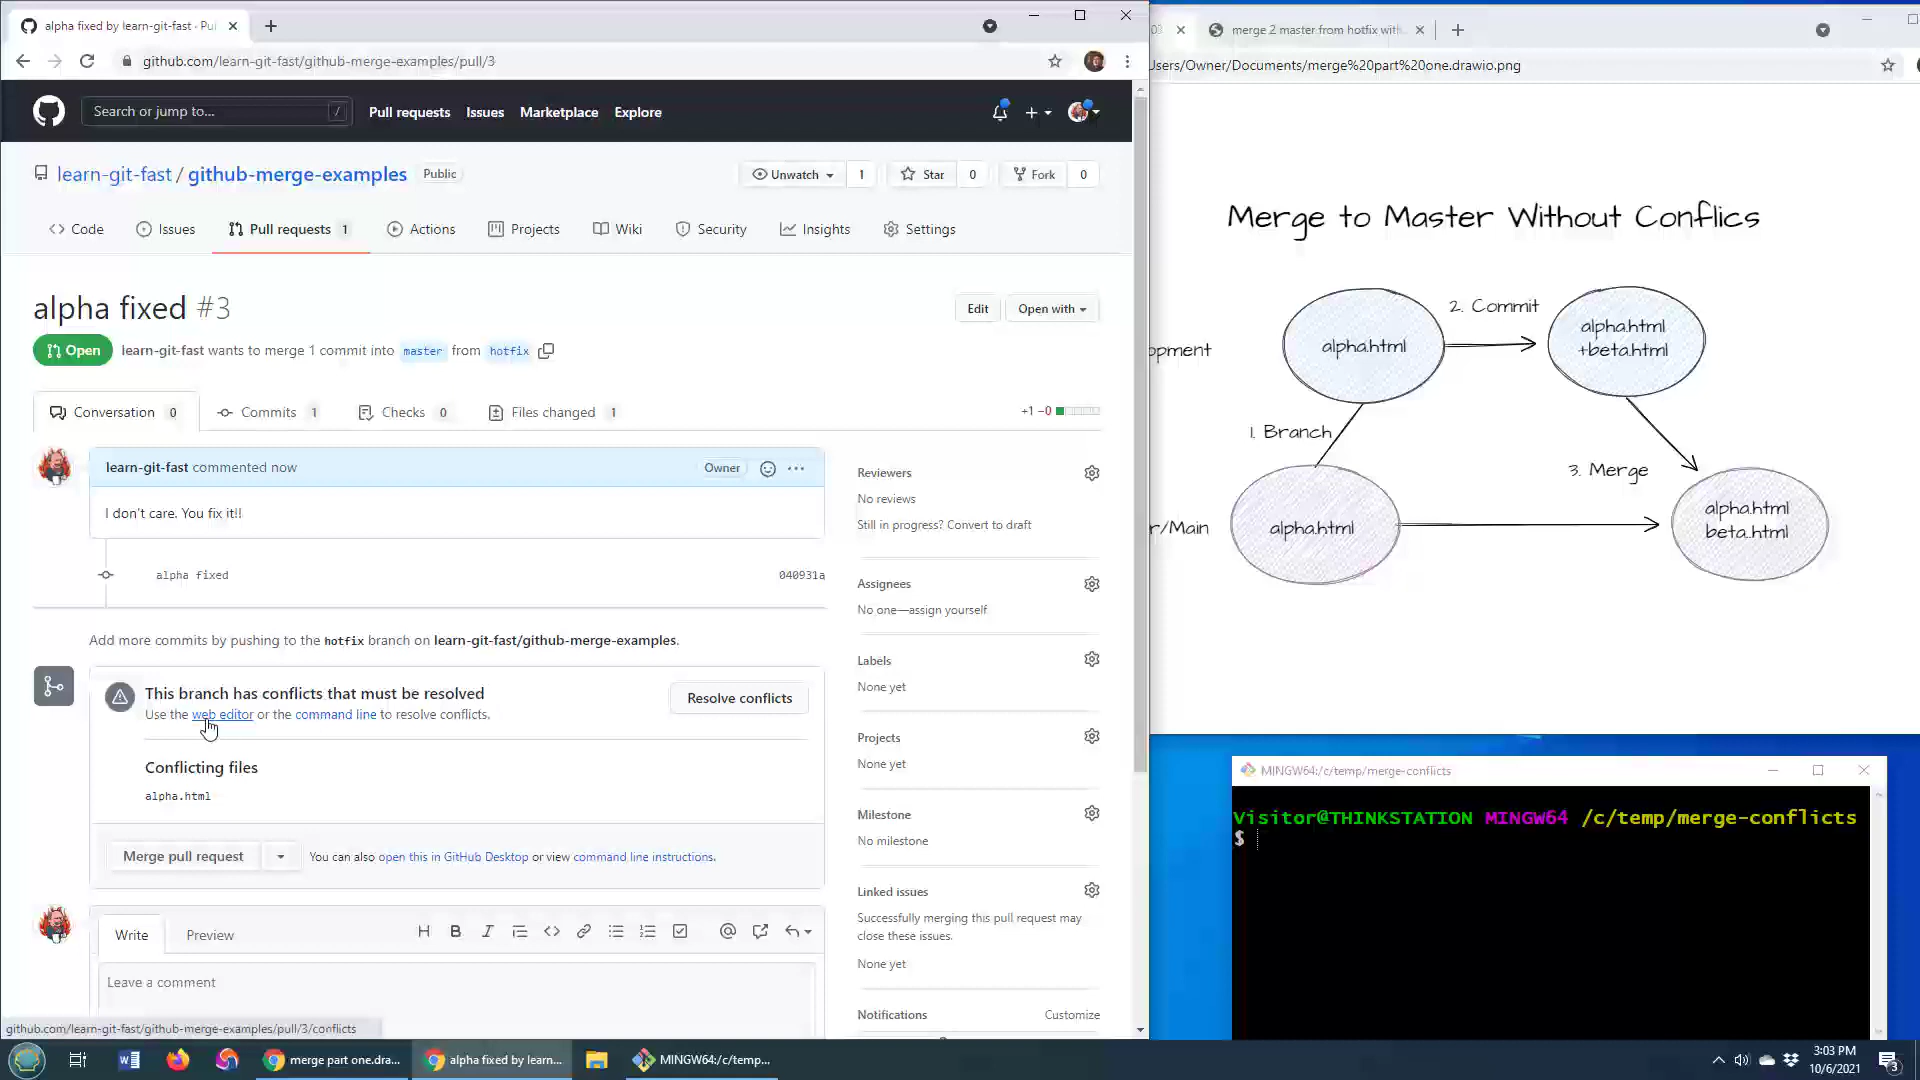 alpha fixed by learn-git-fast · Pul
github.com/learn-git-fast/github-merge-examples/pull/3
Search or jump to... /
Pull requests Issues Marketplace Explore
learn-git-fast / github-merge-examples Public
Unwatch 1 Star 0 Fork 0
Code Issues Pull requests 1 Actions Projects Wiki Security Insights Settings
alpha fixed #3
Edit Open with
Open learn-git-fast wants to merge 1 commit into master from hotfix
Conversation 0 Commits 1 Checks 0 Files changed 1
+1 −0
learn-git-fast commented now Owner
I don't care. You fix it!!
alpha fixed 040931a
Add more commits by pushing to the hotfix branch on learn-git-fast/github-merge-examples.
This branch has conflicts that must be resolved
Use the web editor or the command line to resolve conflicts.
Resolve conflicts
Conflicting files
alpha.html
Merge pull request You can also open this in GitHub Desktop or view command line instructions.
Write Preview
Leave a comment
Reviewers
No reviews
Still in progress? Convert to draft
Assignees
No one—assign yourself
Labels
None yet
Projects
None yet
Milestone
No milestone
Linked issues
Successfully merging this pull request may
close these issues.
None yet
Notifications Customize
github.com/learn-git-fast/github-merge-examples/pull/3/conflicts
merge 2 master from hotfix with
Users/Owner/Documents/merge%20part%20one.drawio.png
Merge to Master Without Conflics
2. Commit
alpha.html
alpha.html
+beta.html
opment
1. Branch
3. Merge
r/Main
alpha.html
alpha.html
beta..html
MINGW64:/c/temp/merge-conflicts
Visitor@THINKSTATION MINGW64 /c/temp/merge-conflicts
$
merge part one.dra...
alpha fixed by learn...
MINGW64:/c/temp...
3:03 PM
10/6/2021
3